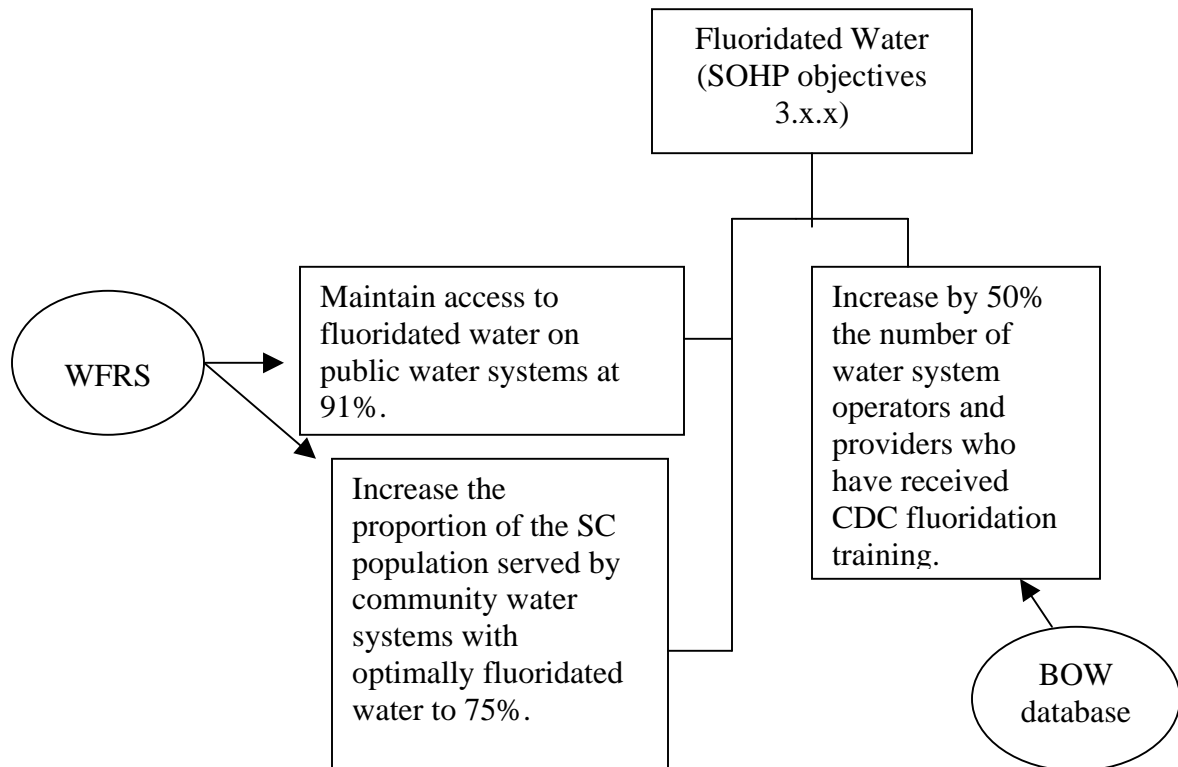 Fluoridated Water
(SOHP objectives
3.x.x)
WFRS
Maintain access to
fluoridated water on
public water systems at
91%.
Increase the
proportion of the SC
population served by
community water
systems with
optimally fluoridated
water to 75%.
Increase by 50%
the number of
water system
operators and
providers who
have received
CDC fluoridation
training.
BOW
database